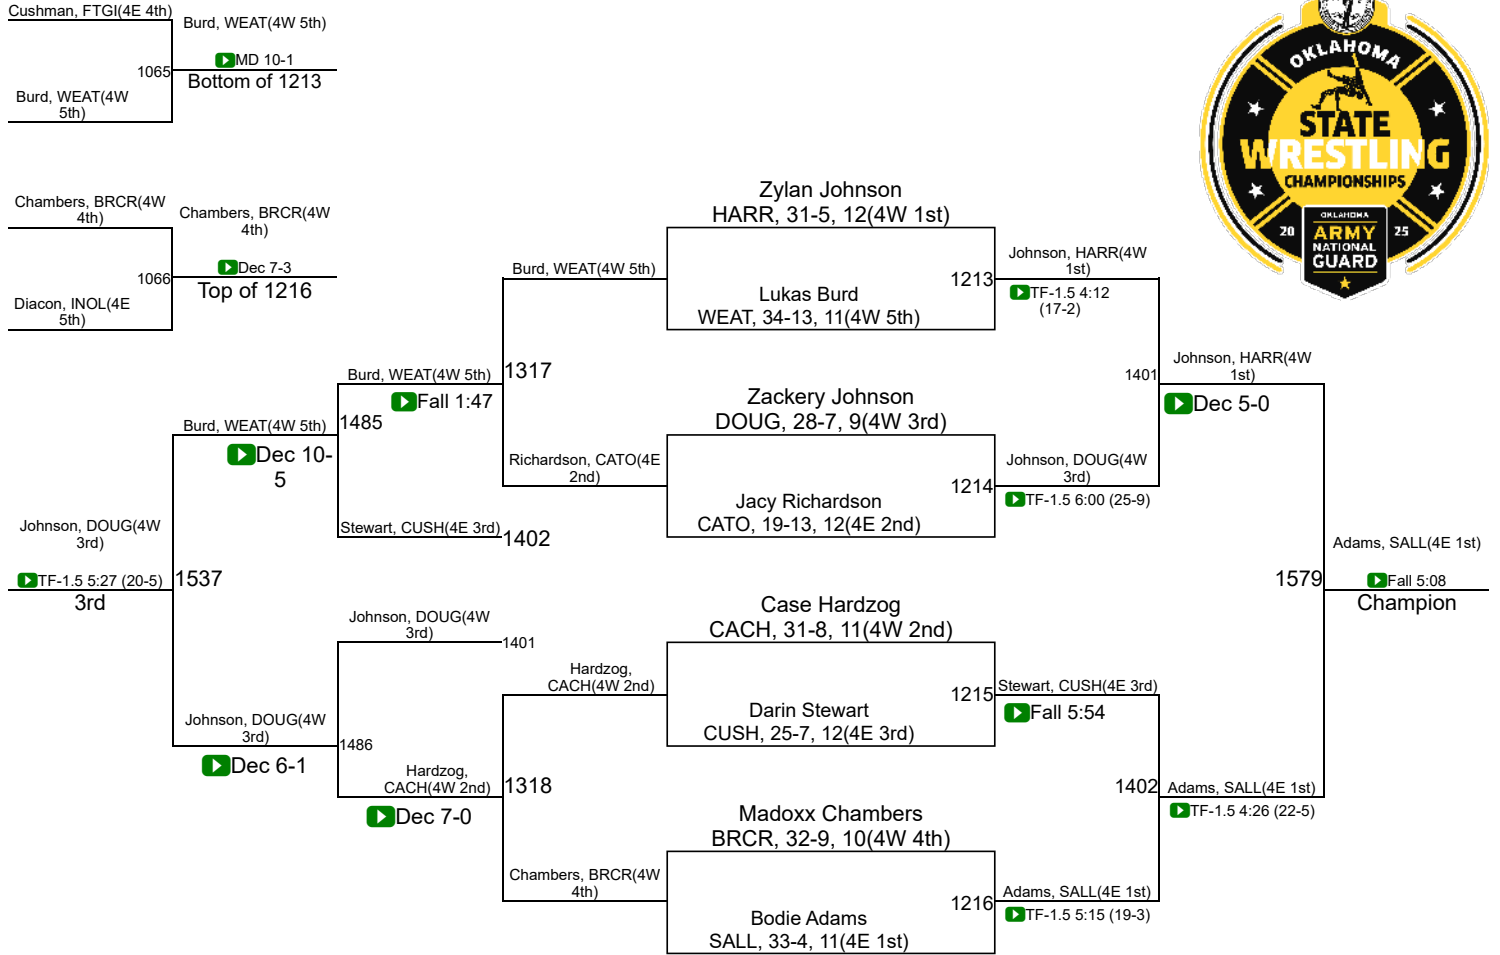 Cushman, FTGI(4E 4th)
Burd, WEAT(4W 5th)
MD 10-1
1065
Bottom of 1213
Burd, WEAT(4W
5th)
Chambers, BRCR(4W
4th)
Chambers, BRCR(4W
4th)
Dec 7-3
1066
Top of 1216
Diacon, INOL(4E
5th)
OKLAHOMA
STATE
WRESTLING
CHAMPIONSHIPS
OKLAHOMA
20
ARMY
25
NATIONAL
GUARD
Zylan Johnson
HARR, 31-5, 12(4W 1st)
Burd, WEAT(4W 5th)
1213
Lukas Burd
WEAT, 34-13, 11(4W 5th)
Johnson, HARR(4W
1st)
TF-1.5 4:12
(17-2)
Burd, WEAT(4W 5th)
1317
Fall 1:47
Zackery Johnson
DOUG, 28-7, 9(4W 3rd)
1401
Johnson, HARR(4W
1st)
Dec 5-0
Burd, WEAT(4W 5th)
1485
Dec 10-
5
Richardson, CATO(4E
2nd)
1214
Jacy Richardson
CATO, 19-13, 12(4E 2nd)
Johnson, DOUG(4W
3rd)
TF-1.5 6:00 (25-9)
Stewart, CUSH(4E 3rd)
1402
Johnson, DOUG(4W
3rd)
TF-1.5 5:27 (20-5)
1537
3rd
1579
Adams, SALL(4E 1st)
Fall 5:08
Champion
Johnson, DOUG(4W
3rd)
1401
Case Hardzog
CACH, 31-8, 11(4W 2nd)
Hardzog,
CACH(4W 2nd)
1215
Darin Stewart
CUSH, 25-7, 12(4E 3rd)
Stewart, CUSH(4E 3rd)
Fall 5:54
Johnson, DOUG(4W
3rd)
1486
Dec 6-1
Hardzog,
CACH(4W 2nd)
1318
Dec 7-0
Madoxx Chambers
BRCR, 32-9, 10(4W 4th)
1402
Adams, SALL(4E 1st)
TF-1.5 4:26 (22-5)
Chambers, BRCR(4W
4th)
1216
Bodie Adams
SALL, 33-4, 11(4E 1st)
Adams, SALL(4E 1st)
TF-1.5 5:15 (19-3)